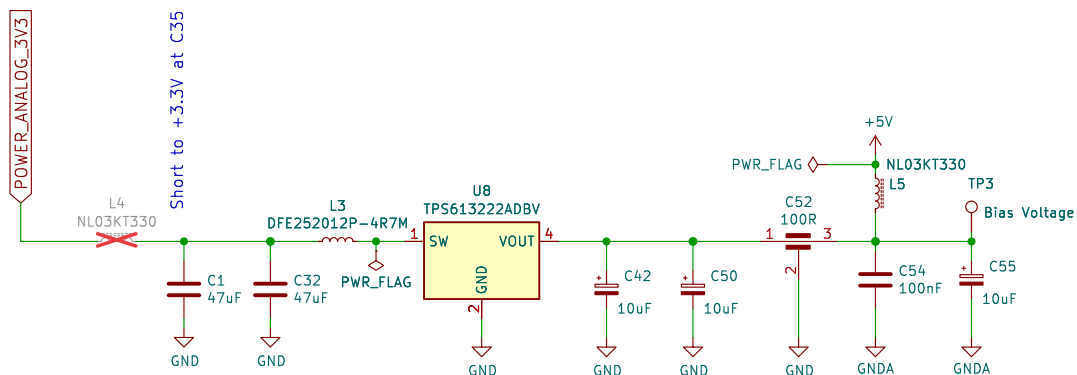 POWER_ANALOG_3V3
Short to +3.3V at C35
L4
NL03KT330
C1
47uF
GND
C32
47uF
GND
L3
DFE252012P-4R7M
PWR_FLAG
U8
TPS613222ADBV
1
SW
VOUT
4
GND
2
GND
C42
10uF
GND
C50
10uF
GND
C52
100R
1
3
2
GND
+5V
PWR_FLAG
NL03KT330
L5
C54
100nF
GNDA
TP3
Bias Voltage
C55
10uF
GNDA